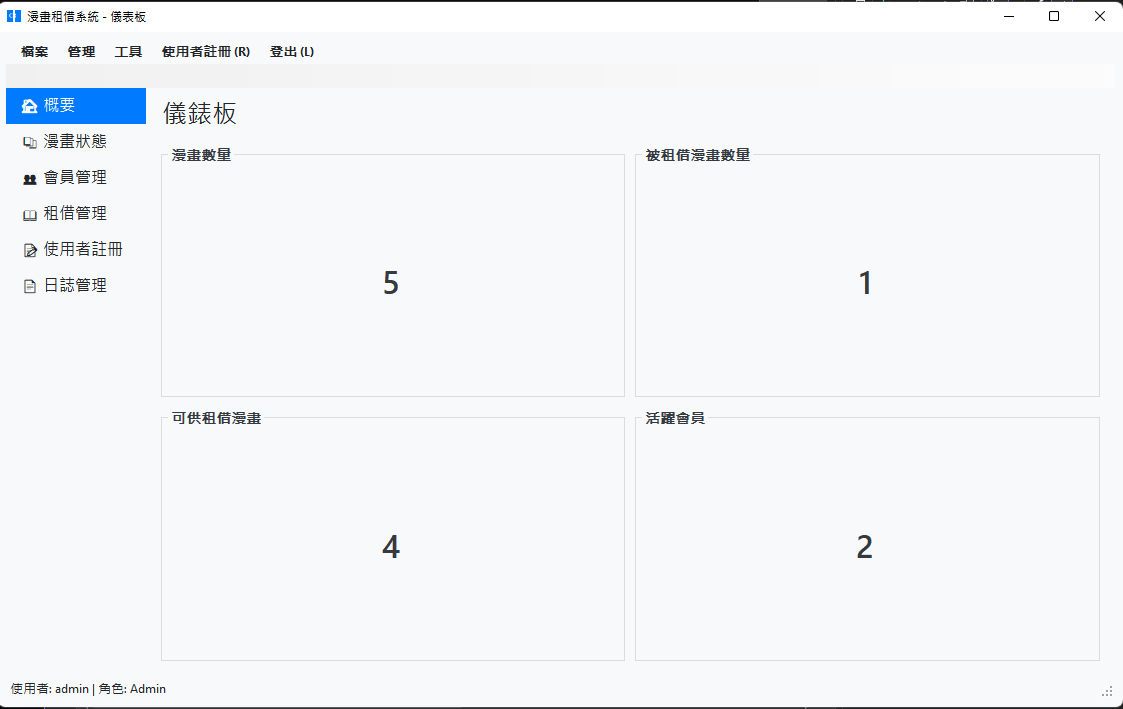 漫畫租借系統 - 儀表板
檔案 管理 工具 使用者註冊 (R) 登出 (L)
概要
漫畫狀態
會員管理
租借管理
使用者註冊
日誌管理
儀錶板
漫畫數量
5
被租借漫畫數量
1
可供租借漫畫
4
活躍會員
2
使用者: admin | 角色: Admin